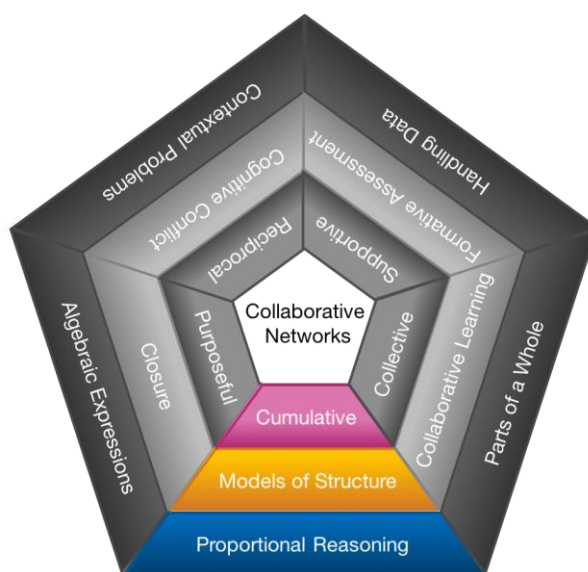 Contextual Problems
Handling Data
Cognitive Conflict
Formative Assessment
Reciprocal
Supportive
Collaborative
Networks
Algebraic Expressions
Closure
Purposeful
Collective
Collaborative Learning
Parts of a Whole
Cumulative
Models of Structure
Proportional Reasoning